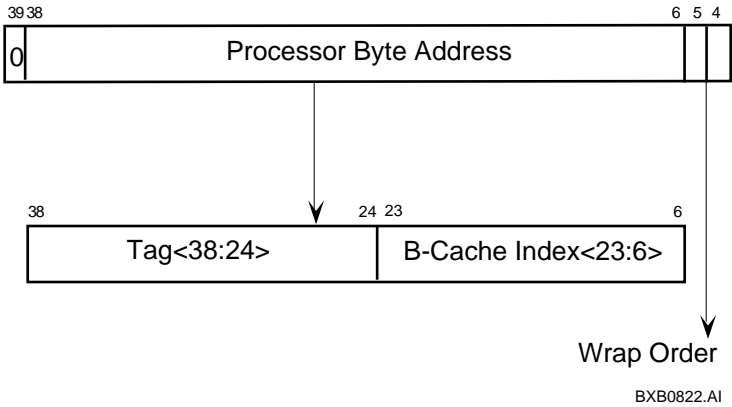 39 38 6 5 4
0 Processor Byte Address
38 24 23 6
Tag<38:24> B-Cache Index<23:6>
Wrap Order
BXB0822.AI